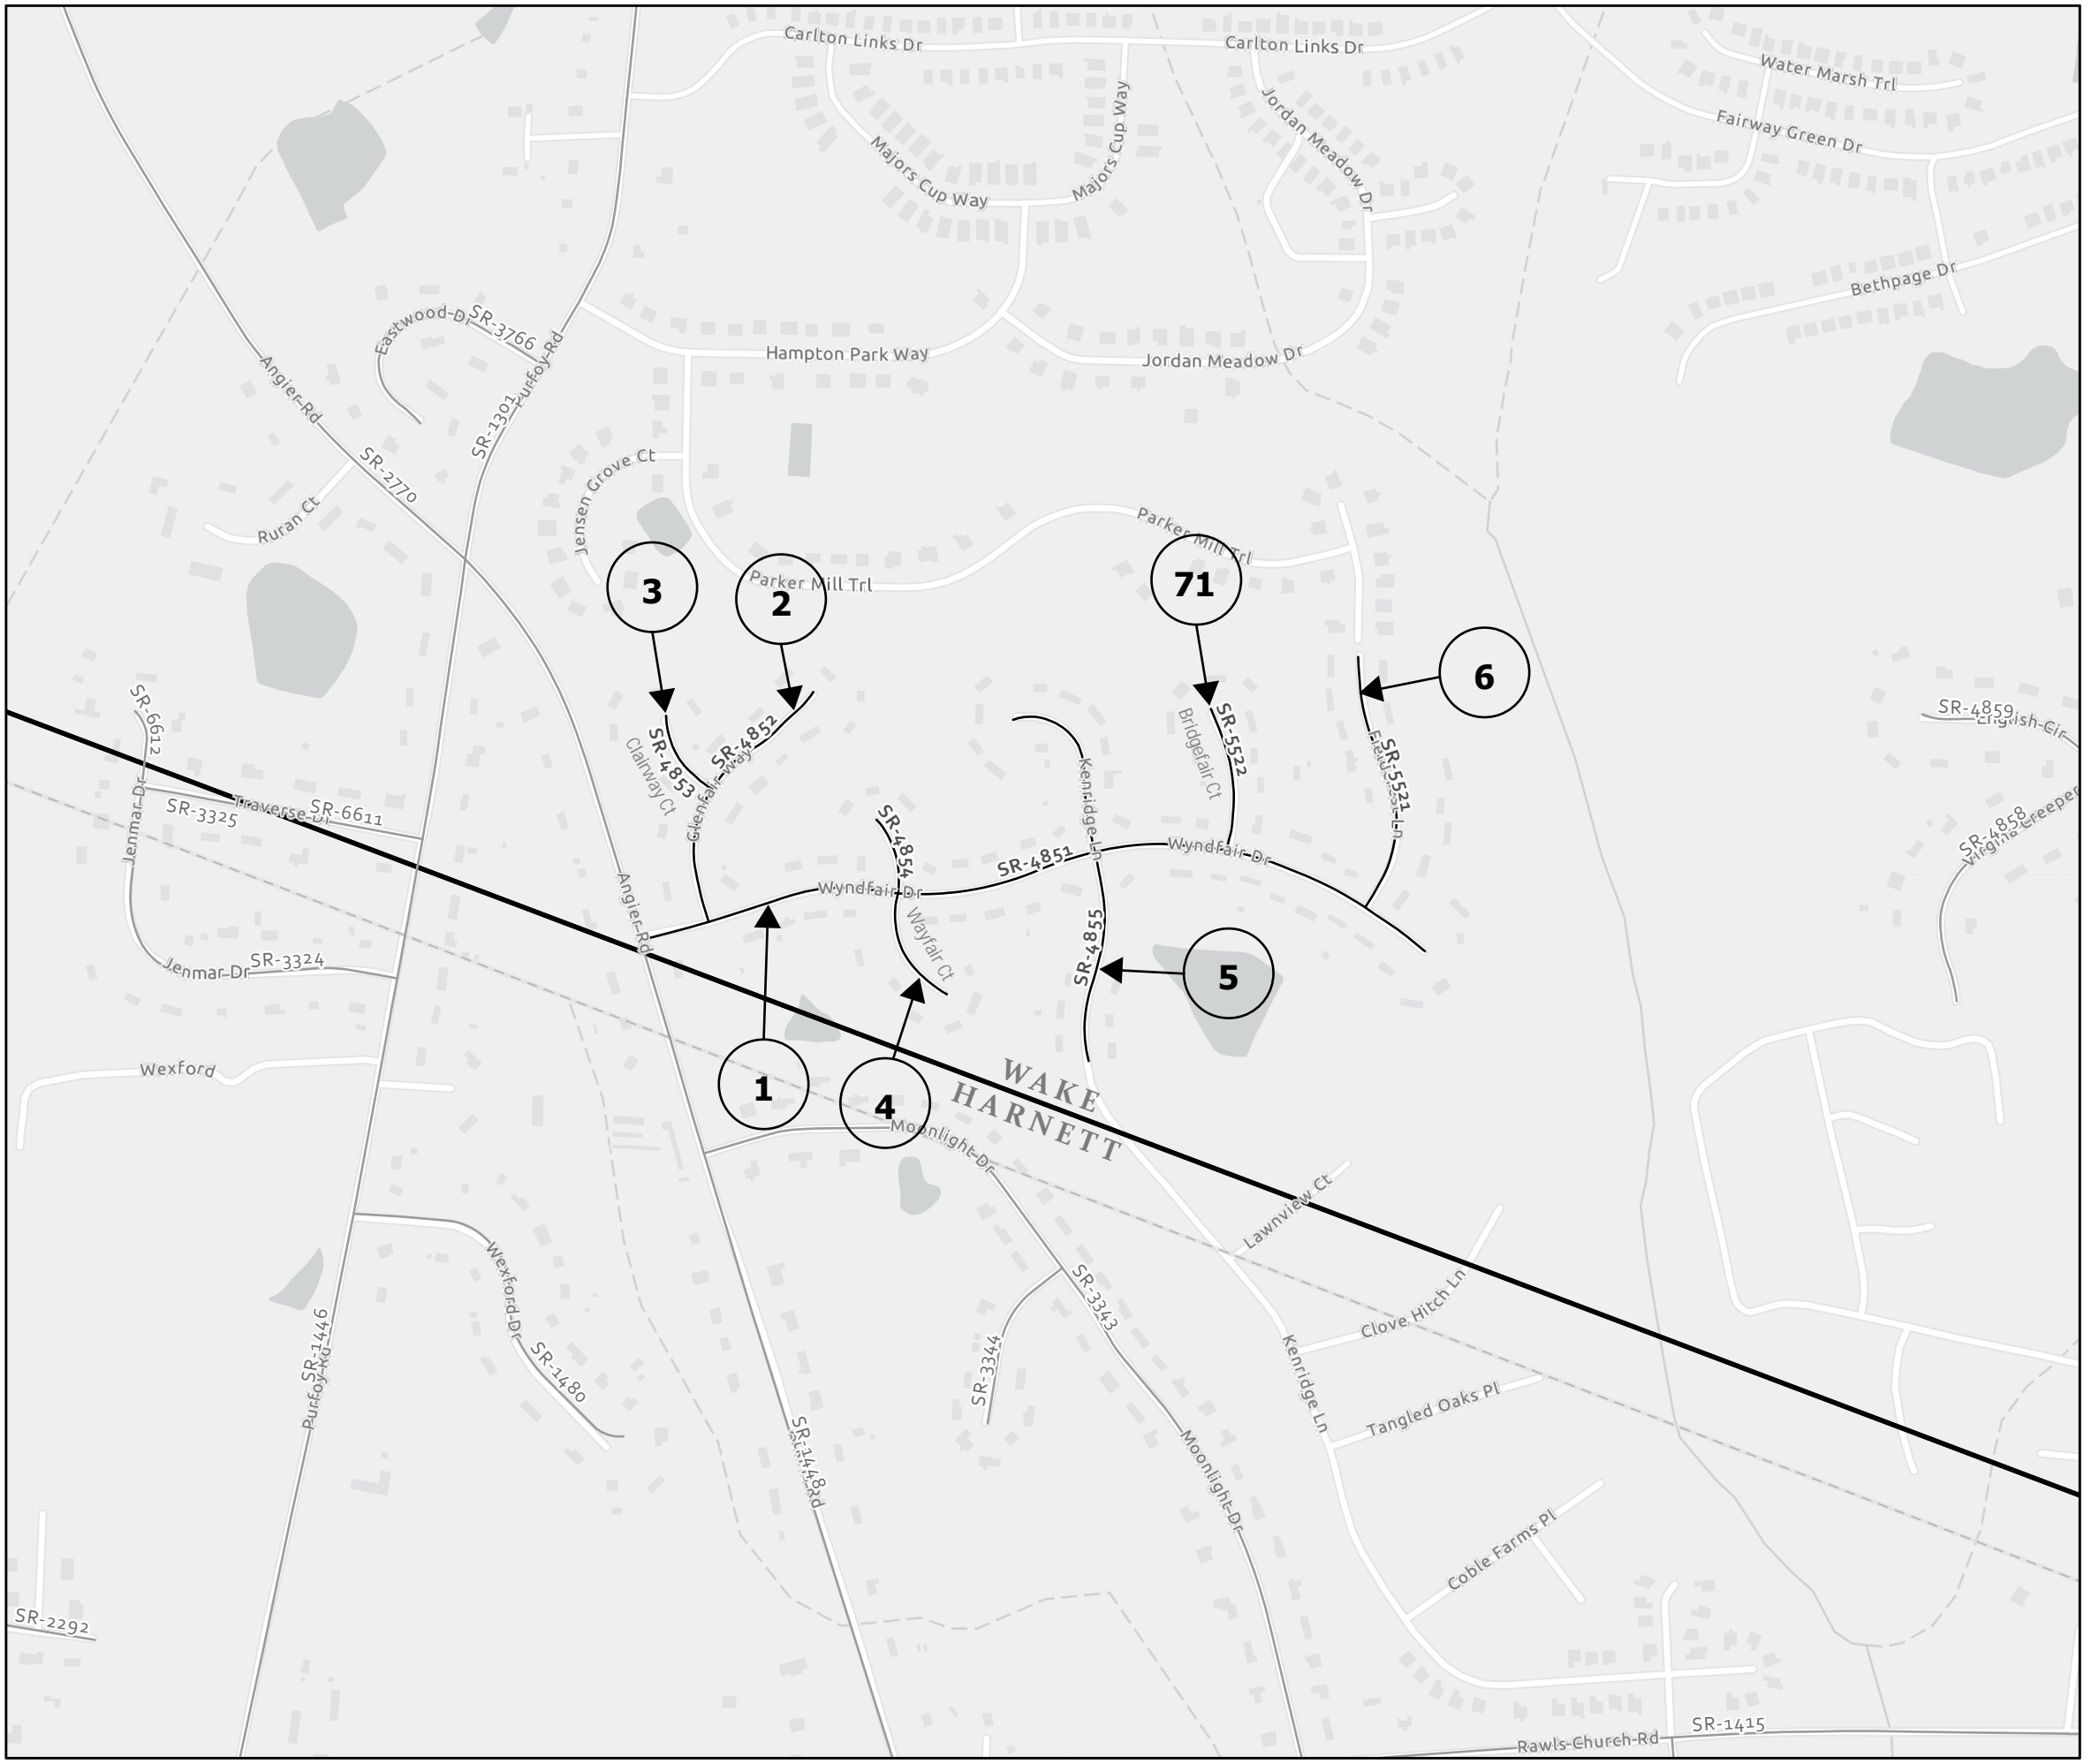 Carlton Links Dr
Carlton Links Dr
Water Marsh Trl
Fairway Green Dr
Jordan Meadow Dr
Majors Cup Way
Majors Cup Way
Bethpage Dr
Eastwood Dr
SR-3766
Purfoy Rd
SR-1301
Hampton Park Way
Jordan Meadow Dr
Angier Rd
SR-2770
Ruran Ct
Jensen Grove Ct
Parker Mill Trl
Parker Mill Trl
3
2
71
6
SR-6612
Clairway Ct
SR-4853
SR-4852
Glenfair Way
Kenridge Ln
Bridgefair Ct
SR-5522
SR-5521
SR-4859
English Cir
SR-4858
Virginia Creeper
Jenmar Dr
SR-3325
Traverse Dr
SR-6611
SR-4854
SR-4851
Wyndfair Dr
Wyndfair Dr
Angier Rd
Wayfair Ct
SR-4855
5
Jenmar Dr
SR-3324
Wexford
1
4
WAKE
HARNETT
Moonlight Dr
Lawnview Ct
Clove Hitch Ln
Wexford Dr
SR-1480
SR-1446
Purfoy Rd
SR-3343
SR-3344
Kenridge Ln
Tangled Oaks Pl
SR-1448
Moonlight Dr
Coble Farms Pl
SR-2292
SR-1415
Rawls Church Rd